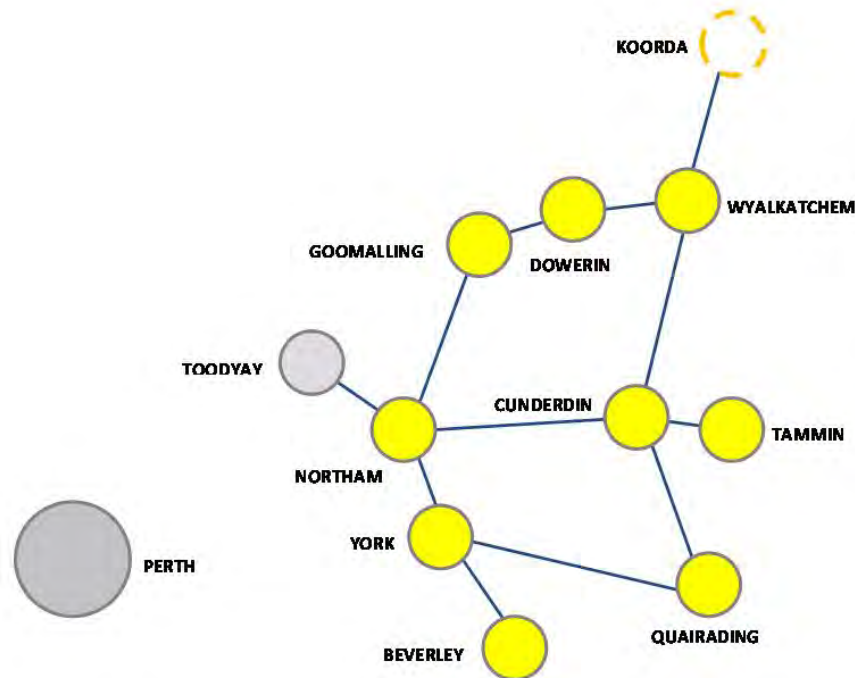 KOORDA
WYALKATCHEM
GOOMALLING
DOWERIN
TOODYAY
CUNDERDIN
TAMMIN
NORTHAM
YORK
PERTH
QUAIRADING
BEVERLEY